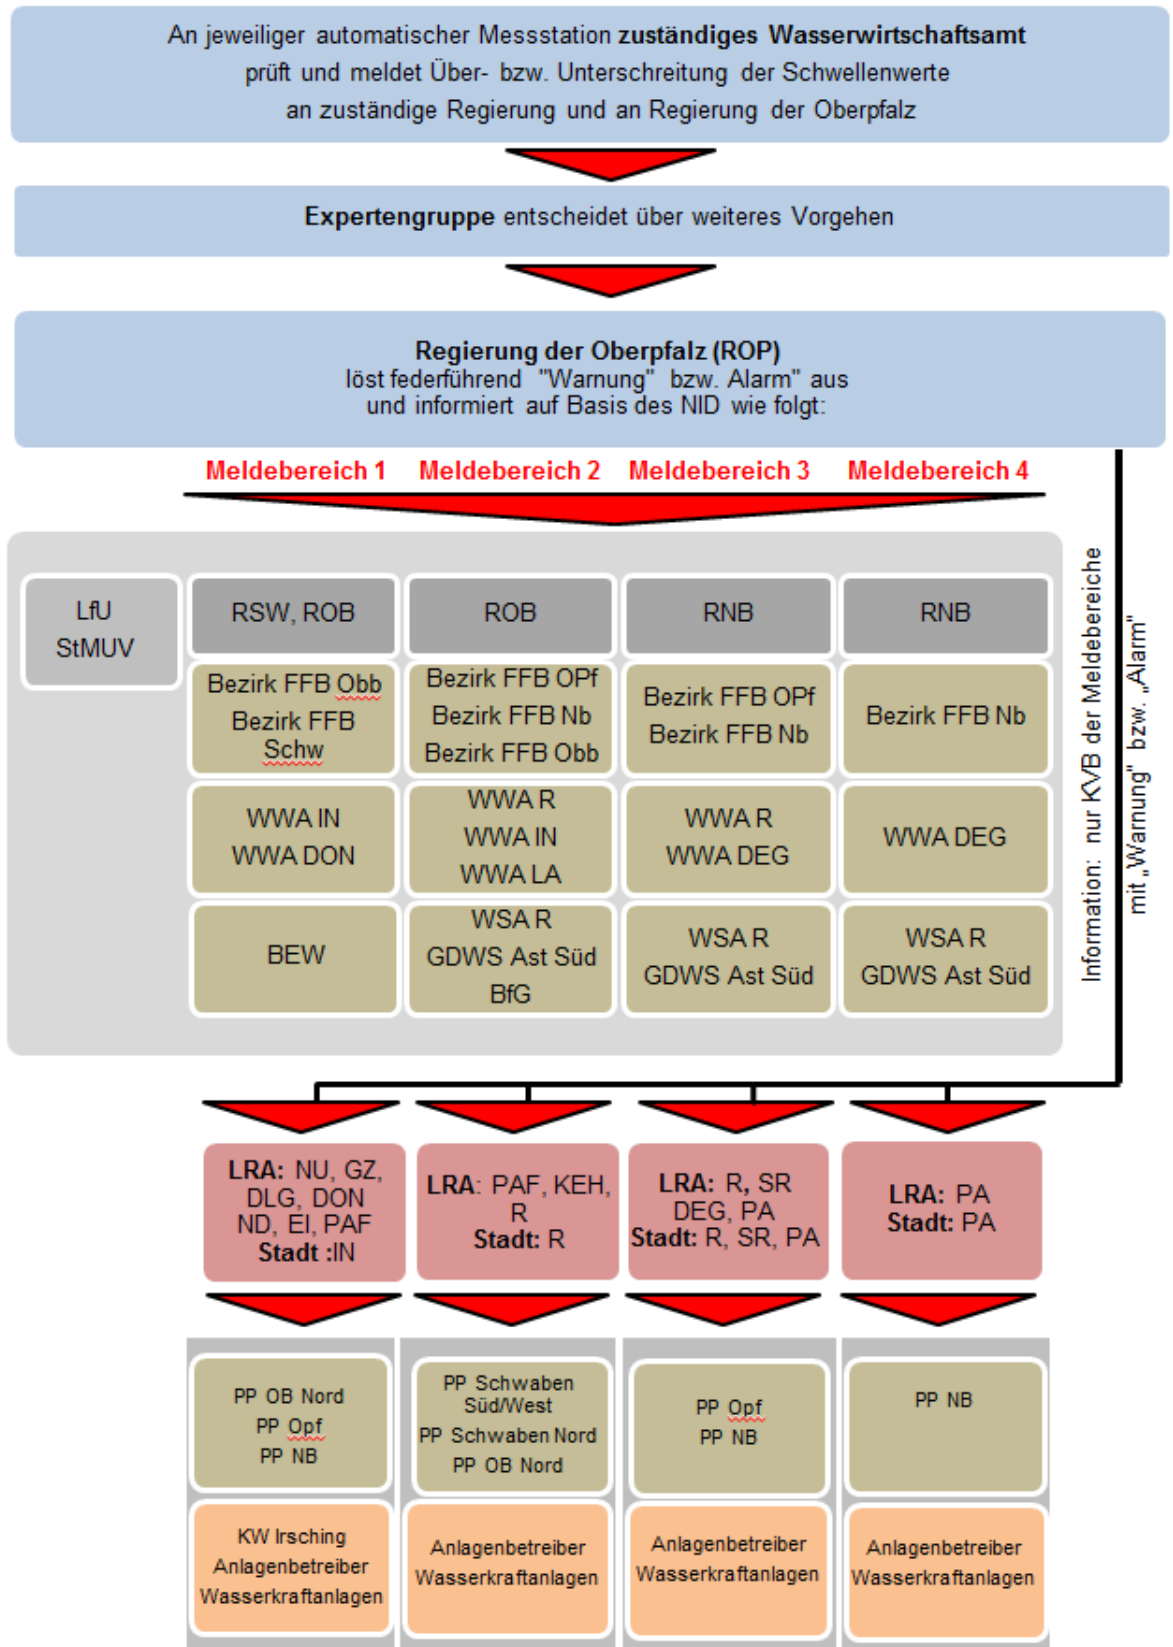 An jeweiliger automatischer Messstation zuständiges Wasserwirtschaftsamt
prüft und meldet Über- bzw. Unterschreitung der Schwellenwerte
an zuständige Regierung und an Regierung der Oberpfalz
Expertengruppe entscheidet über weiteres Vorgehen
Regierung der Oberpfalz (ROP)
löst federführend "Warnung" bzw. Alarm" aus
und informiert auf Basis des NID wie folgt:
Meldebereich 1
Meldebereich 2
Meldebereich 3
Meldebereich 4
LfU
StMUV
RSW, ROB
ROB
RNB
RNB
Bezirk FFB Obb
Bezirk FFB
Schw
Bezirk FFB OPf
Bezirk FFB Nb
Bezirk FFB Obb
Bezirk FFB OPf
Bezirk FFB Nb
Bezirk FFB Nb
WWA IN
WWA DON
WWA R
WWA IN
WWA LA
WWA R
WWA DEG
WWA DEG
BEW
WSA R
GDWS Ast Süd
BfG
WSA R
GDWS Ast Süd
WSA R
GDWS Ast Süd
Information: nur KVB der Meldebereiche
mit „Warnung" bzw. „Alarm"
LRA: NU, GZ,
DLG, DON
ND, EI, PAF
Stadt :IN
LRA: PAF, KEH,
R
Stadt: R
LRA: R, SR
DEG, PA
Stadt: R, SR, PA
LRA: PA
Stadt: PA
PP OB Nord
PP Opf
PP NB
PP Schwaben
Süd/West
PP Schwaben Nord
PP OB Nord
PP Opf
PP NB
PP NB
KW Irsching
Anlagenbetreiber
Wasserkraftanlagen
Anlagenbetreiber
Wasserkraftanlagen
Anlagenbetreiber
Wasserkraftanlagen
Anlagenbetreiber
Wasserkraftanlagen